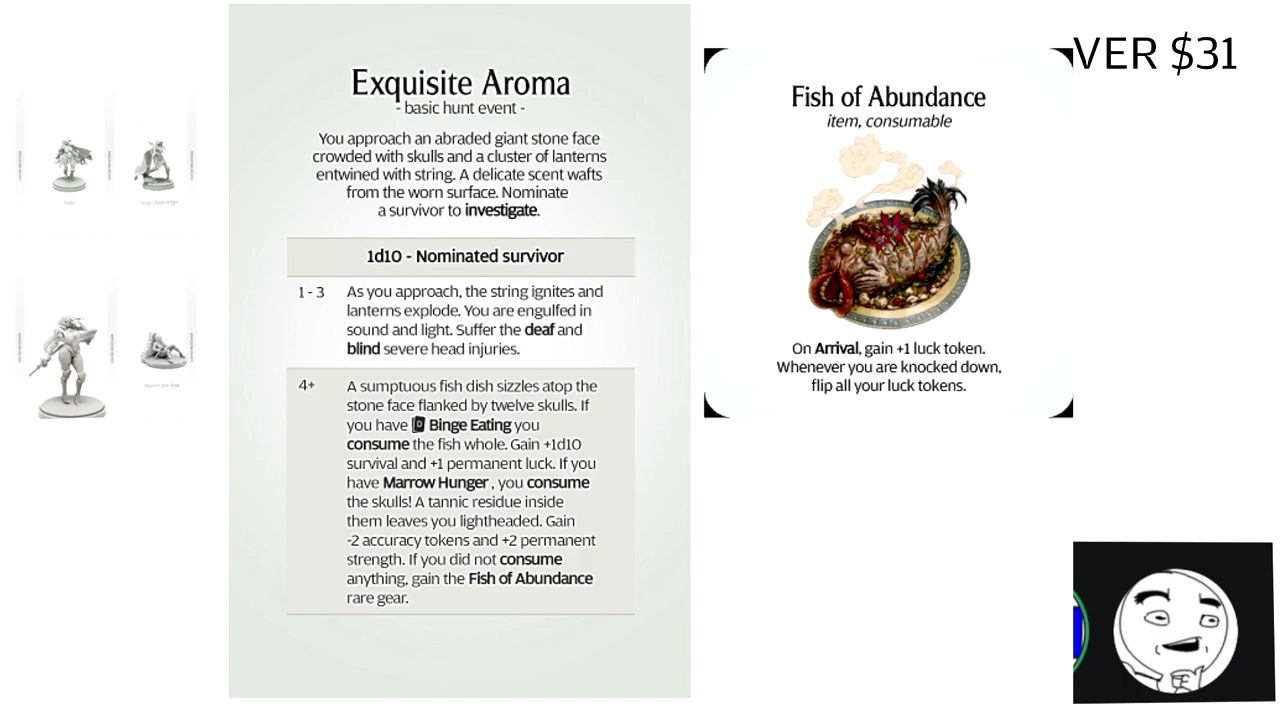 VER $31
Exquisite Aroma
- basic hunt event -
You approach an abraded giant stone face
crowded with skulls and a cluster of lanterns
entwined with string. A delicate scent wafts
from the worn surface. Nominate
a survivor to investigate.
1d10 - Nominated survivor
1 - 3
As you approach, the string ignites and
lanterns explode. You are engulfed in
sound and light. Suffer the deaf and
blind severe head injuries.
4+
A sumptuous fish dish sizzles atop the
stone face flanked by twelve skulls. If
you have Binge Eating you
consume the fish whole. Gain +1d10
survival and +1 permanent luck. If you
have Marrow Hunger , you consume
the skulls! A tannic residue inside
them leaves you lightheaded. Gain
-2 accuracy tokens and +2 permanent
strength. If you did not consume
anything, gain the Fish of Abundance
rare gear.
Fish of Abundance
item, consumable
On Arrival, gain +1 luck token.
Whenever you are knocked down,
flip all your luck tokens.